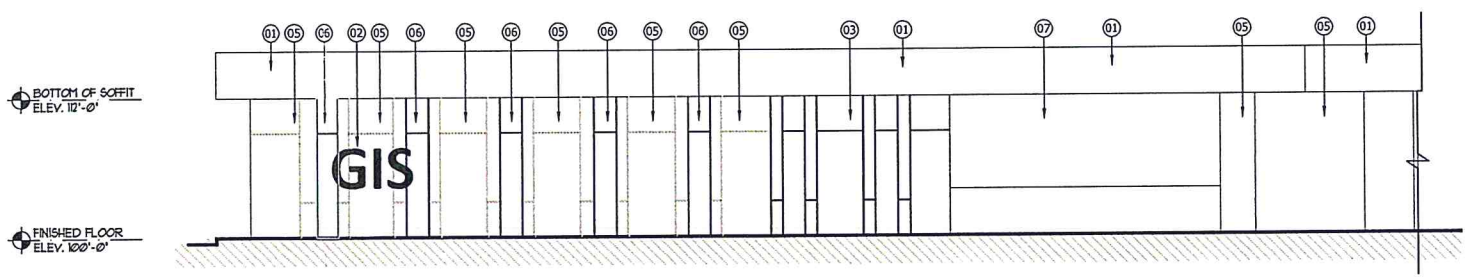 01 05 06 02 05 06 05 06 05 06 05 06 05 03 01 07 01 05 05 01
BOTTOM OF SOFFIT
ELEV. 112'-0"
GIS
FINISHED FLOOR
ELEV. 100'-0"